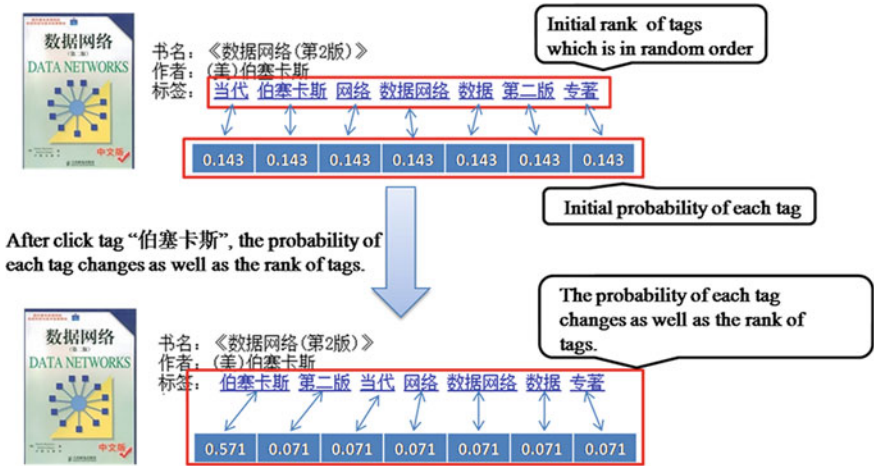 数据网络
(第二版)
DATA NETWORKS
中文版
书名：《数据网络(第2版)》
作者：(美)伯塞卡斯
标签： 当代 伯塞卡斯 网络 数据网络 数据 第二版 专著
Initial rank of tags
which is in random order
0.143 0.143 0.143 0.143 0.143 0.143 0.143
Initial probability of each tag
After click tag “伯塞卡斯”, the probability of
each tag changes as well as the rank of tags.
The probability of each tag
changes as well as the rank of
tags.
数据网络
(第二版)
DATA NETWORKS
中文版
书名：《数据网络(第2版)》
作者：(美)伯塞卡斯
标签： 伯塞卡斯 第二版 当代 网络 数据网络 数据 专著
0.571 0.071 0.071 0.071 0.071 0.071 0.071